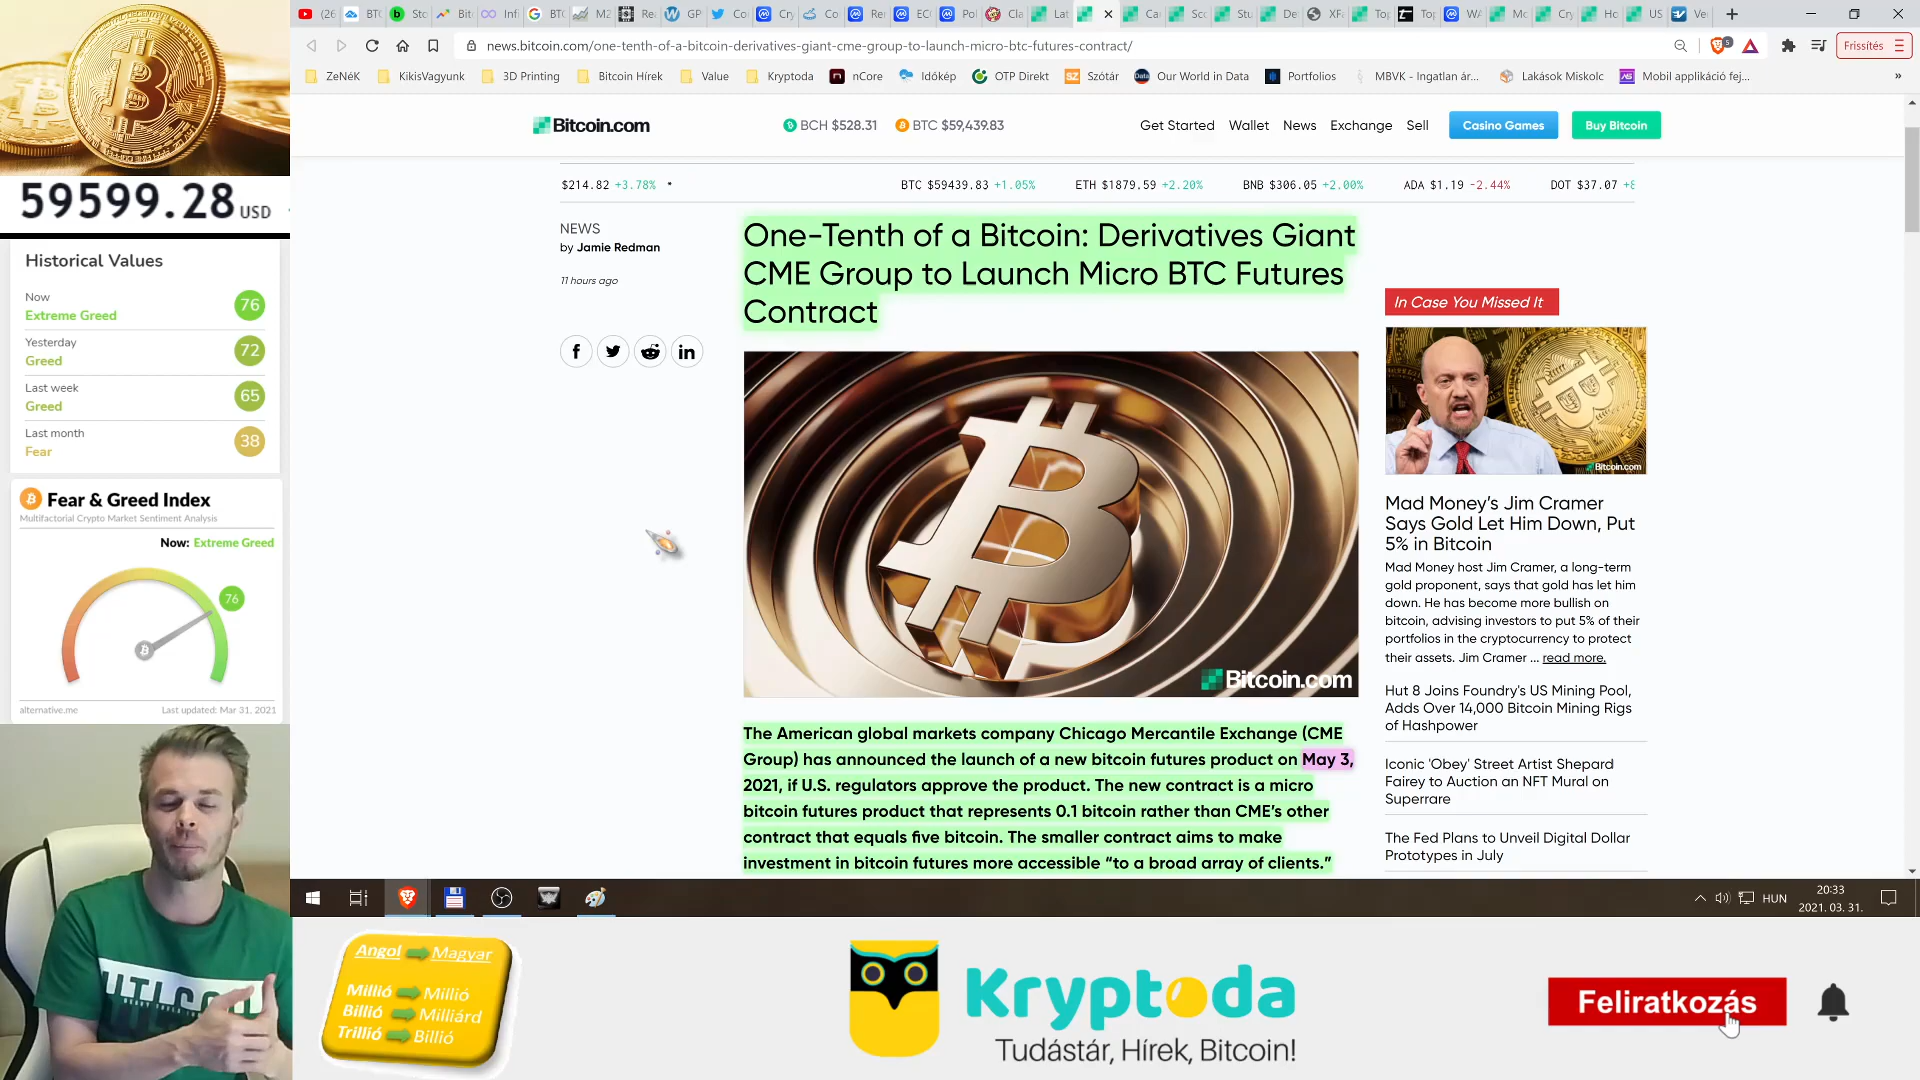 59599.28 USD
Historical Values
Now
Extreme Greed
76
Yesterday
Greed
72
Last week
Greed
65
Last month
Fear
38
Fear & Greed Index
Multifactorial Crypto Market Sentiment Analysis
Now: Extreme Greed
76
alternative.me
Last updated: Mar 31, 2021
news.bitcoin.com/one-tenth-of-a-bitcoin-derivatives-giant-cme-group-to-launch-micro-btc-futures-contract/
Frissítés
ZeNéK
KikisVagyunk
3D Printing
Bitcoin Hírek
Value
Kryptoda
nCore
Időkép
OTP Direkt
Szótár
Our World in Data
Portfolios
MBVK - Ingatlan ár...
Lakások Miskolc
Mobil applikáció fej...
Bitcoin.com
BCH $528.31
BTC $59,439.83
Get Started
Wallet
News
Exchange
Sell
Casino Games
Buy Bitcoin
$214.82 +3.78%
BTC $59439.83 +1.05%
ETH $1879.59 +2.20%
BNB $306.05 +2.00%
ADA $1.19 -2.44%
DOT $37.07
NEWS
by Jamie Redman
11 hours ago
One-Tenth of a Bitcoin: Derivatives Giant
CME Group to Launch Micro BTC Futures
Contract
Bitcoin.com
The American global markets company Chicago Mercantile Exchange (CME
Group) has announced the launch of a new bitcoin futures product on May 3,
2021, if U.S. regulators approve the product. The new contract is a micro
bitcoin futures product that represents 0.1 bitcoin rather than CME’s other
contract that equals five bitcoin. The smaller contract aims to make
investment in bitcoin futures more accessible “to a broad array of clients.”
In Case You Missed It
Bitcoin.com
Mad Money’s Jim Cramer
Says Gold Let Him Down, Put
5% in Bitcoin
Mad Money host Jim Cramer, a long-term
gold proponent, says that gold has let him
down. He has become more bullish on
bitcoin, advising investors to put 5% of their
portfolios in the cryptocurrency to protect
their assets. Jim Cramer ... read more.
Hut 8 Joins Foundry’s US Mining Pool,
Adds Over 14,000 Bitcoin Mining Rigs
of Hashpower
Iconic 'Obey' Street Artist Shepard
Fairey to Auction an NFT Mural on
Superrare
The Fed Plans to Unveil Digital Dollar
Prototypes in July
HUN
20:33
2021. 03. 31.
Angol Magyar
Millió Millió
Billió Milliárd
Trillió Billió
Kryptoda
Tudástár, Hírek, Bitcoin!
Feliratkozás